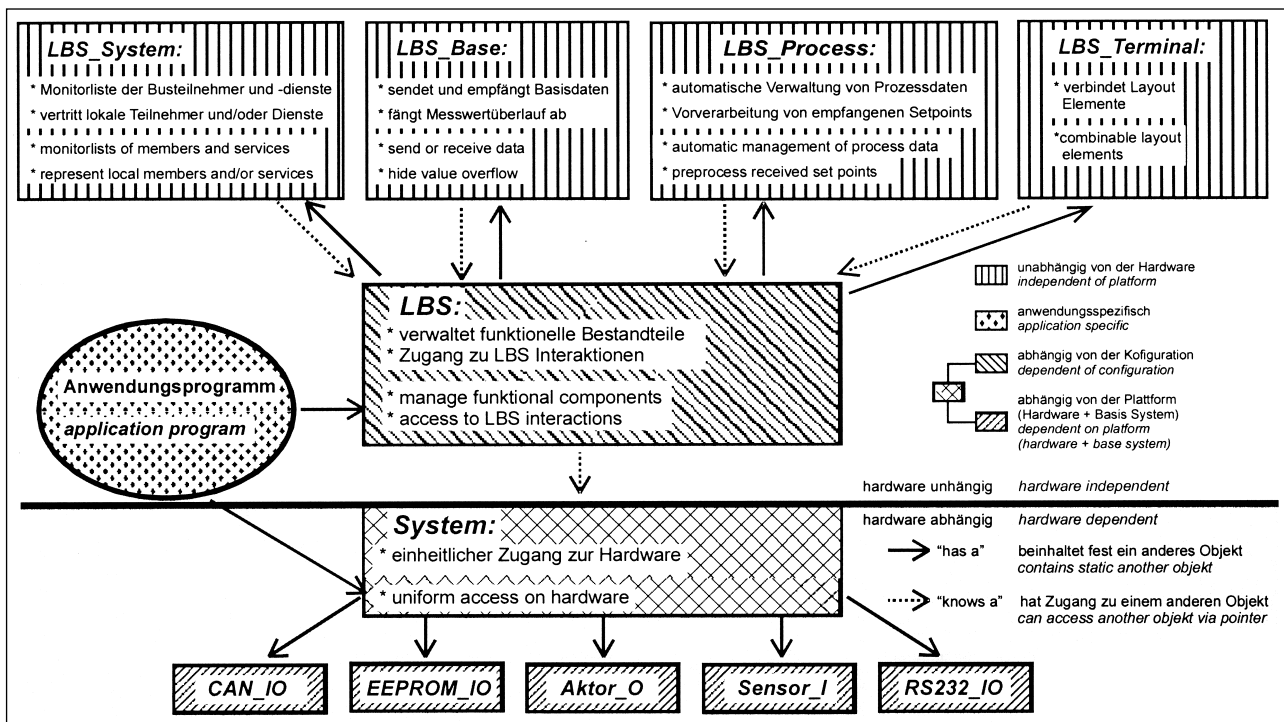 LBS_System:
* Monitorliste der Busteilnehmer und -dienste
* vertritt lokale Teilnehmer und/oder Dienste
* monitorlists of members and services
* represent local members and/or services
LBS_Base:
* sendet und empfängt Basisdaten
* fängt Messwertüberlauf ab
* send or receive data
* hide value overflow
LBS_Process:
* automatische Verwaltung von Prozessdaten
* Vorverarbeitung von empfangenen Setpoints
* automatic management of process data
* preprocess received set points
LBS_Terminal:
* verbindet Layout
Elemente
*combinable layout
elements
LBS:
* verwaltet funktionelle Bestandteile
* Zugang zu LBS Interaktionen
* manage functional components
* access to LBS interactions
Anwendungsprogramm
application program
unabhängig von der Hardware
independent of platform
anwendungsspezifisch
application specific
abhängig von der Kofiguration
dependent of configuration
abhängig von der Plattform
(Hardware + Basis System)
dependent on platform
(hardware + base system)
hardware unhängig hardware independent
hardware abhängig hardware dependent
System:
* einheitlicher Zugang zur Hardware
* uniform access on hardware
"has a" beinhaltet fest ein anderes Objekt
contains static another objekt
"knows a" hat Zugang zu einem anderen Objekt
can access another objekt via pointer
CAN_IO
EEPROM_IO
Aktor_O
Sensor_I
RS232_IO